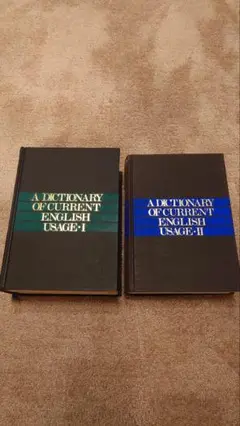 A DICTIONARY
OF CURRENT
ENGLISH
USAGE·I
A DICTIONARY
OF CURRENT
ENGLISH
USAGE·II